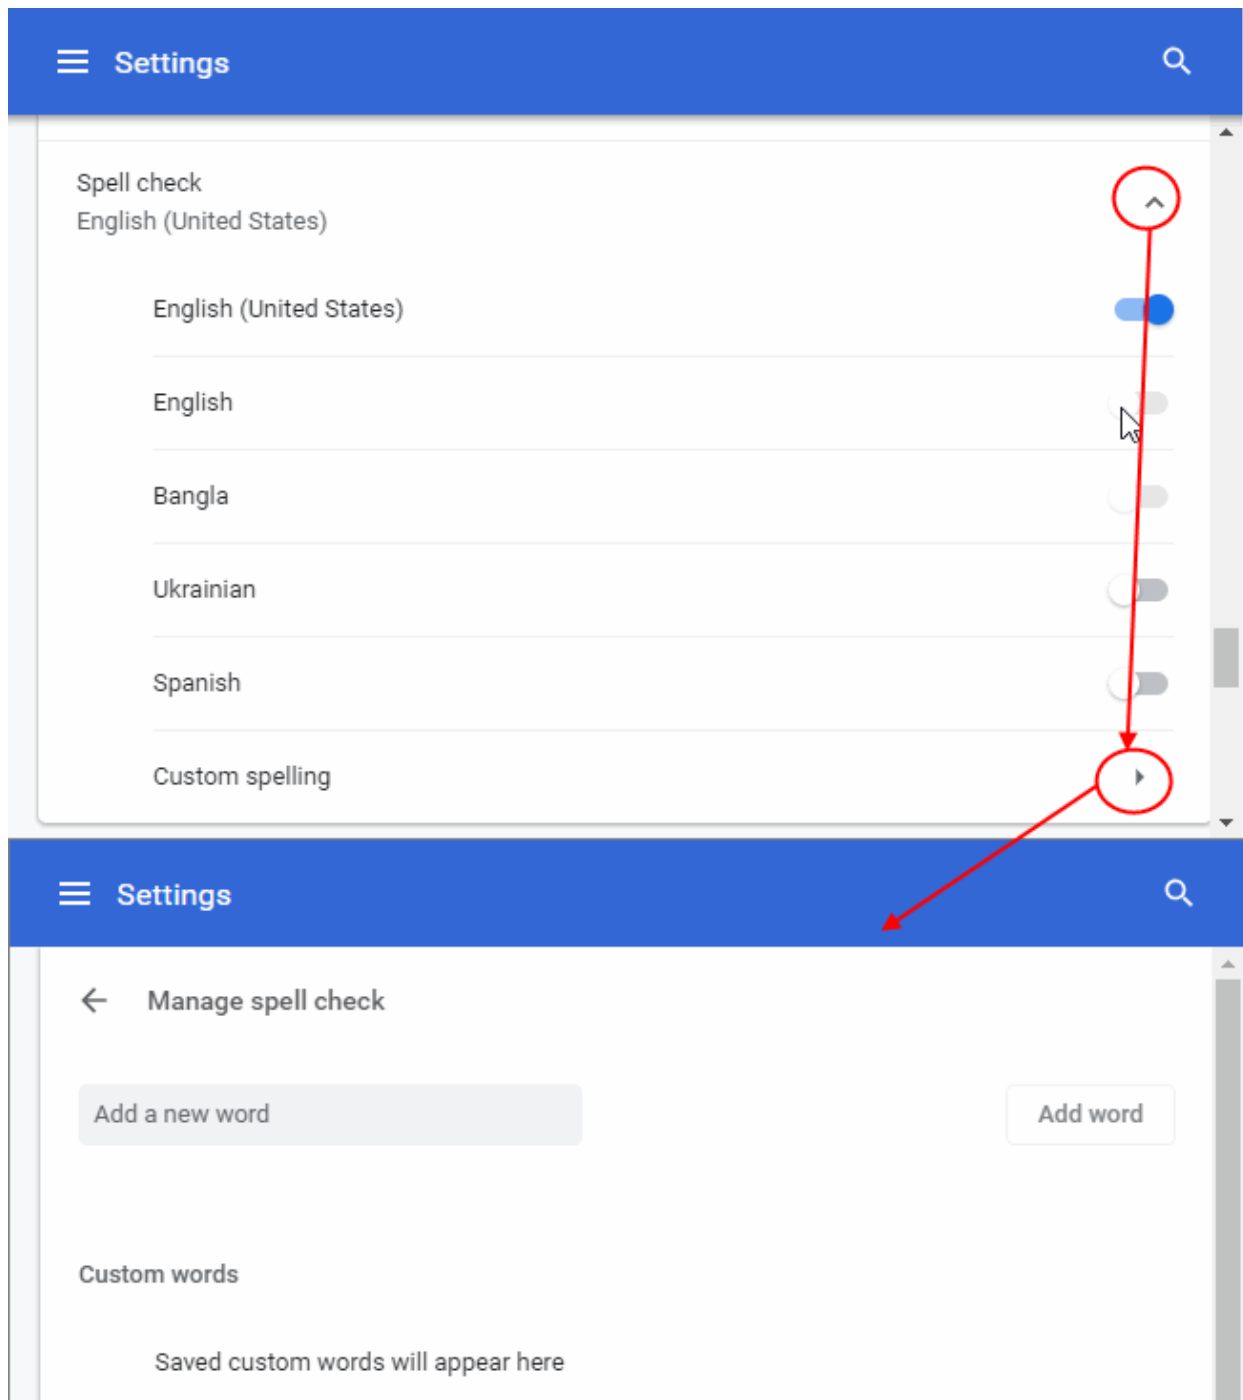 Settings
Spell check
English (United States)
English (United States)
English
Bangla
Ukrainian
Spanish
Custom spelling
Settings
Manage spell check
Add a new word
Add word
Custom words
Saved custom words will appear here